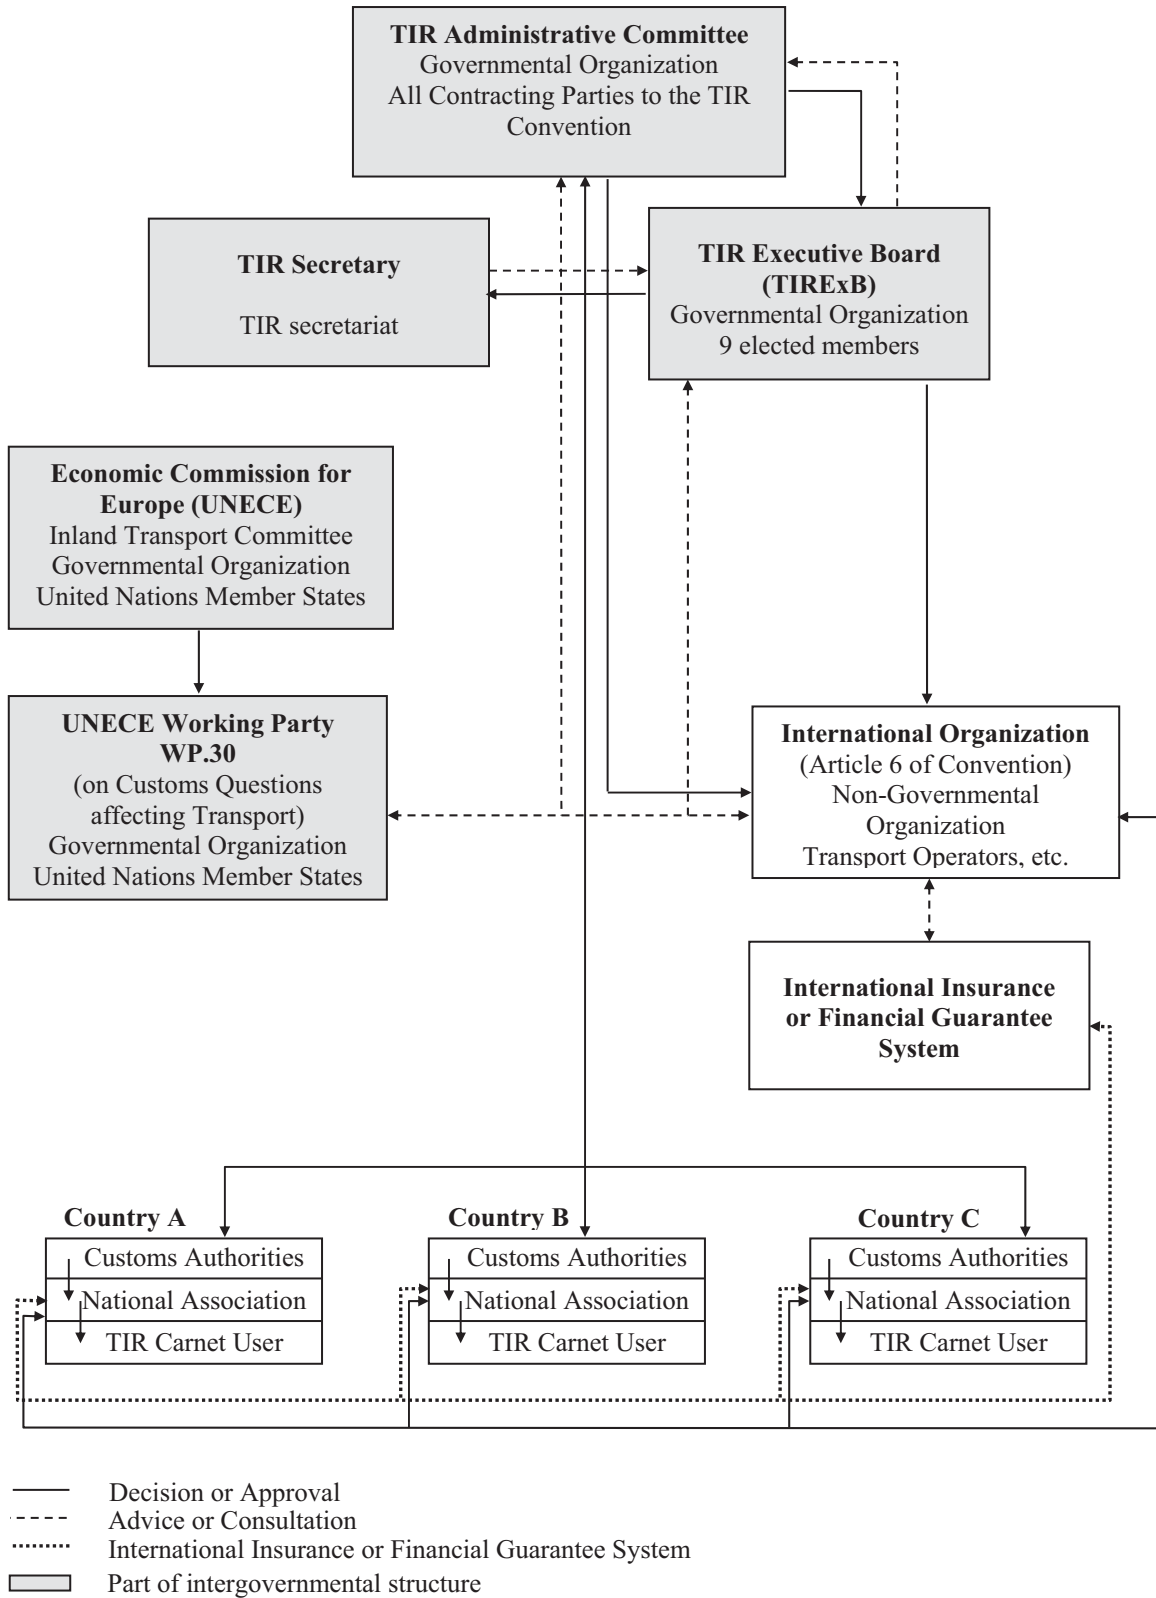 TIR Administrative Committee
Governmental Organization
All Contracting Parties to the TIR
Convention
TIR Secretary
TIR secretariat
TIR Executive Board
(TIRExB)
Governmental Organization
9 elected members
Economic Commission for
Europe (UNECE)
Inland Transport Committee
Governmental Organization
United Nations Member States
UNECE Working Party
WP.30
(on Customs Questions
affecting Transport)
Governmental Organization
United Nations Member States
International Organization
(Article 6 of Convention)
Non-Governmental
Organization
Transport Operators, etc.
International Insurance
or Financial Guarantee
System
Country A
Customs Authorities
National Association
TIR Carnet User
Country B
Customs Authorities
National Association
TIR Carnet User
Country C
Customs Authorities
National Association
TIR Carnet User
Decision or Approval
Advice or Consultation
International Insurance or Financial Guarantee System
Part of intergovernmental structure